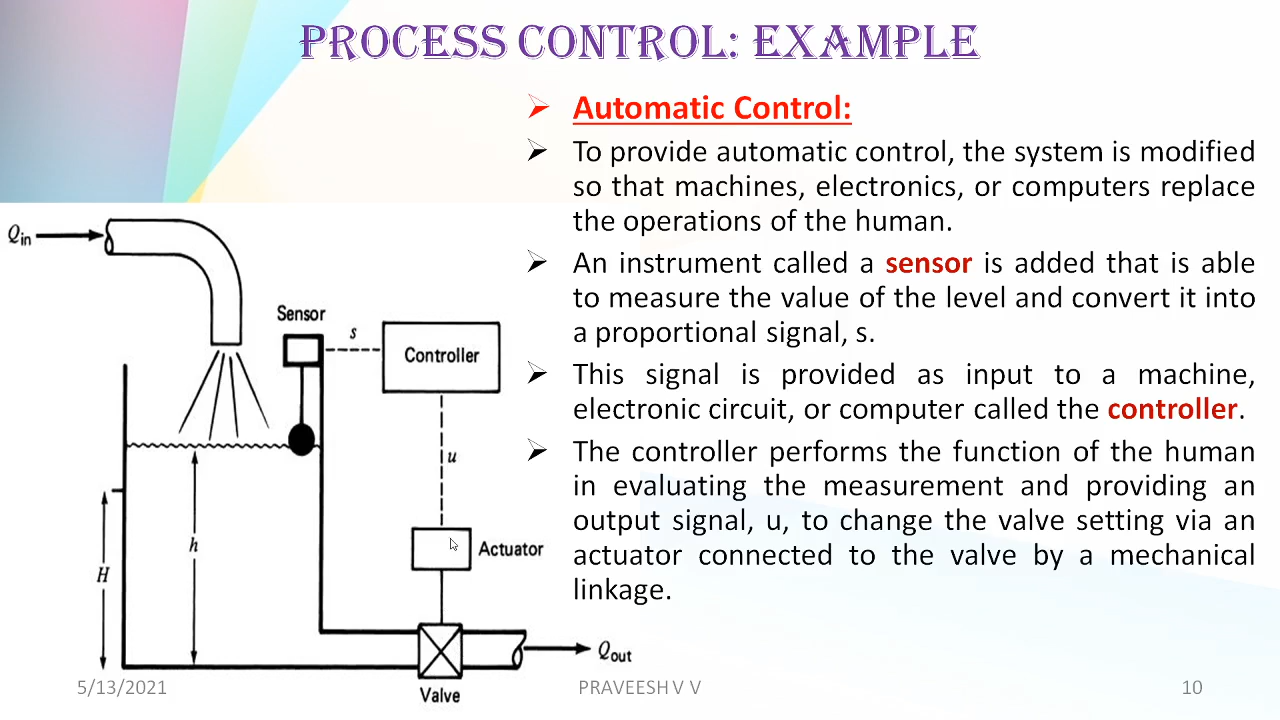 PROCESS CONTROL: EXAMPLE
Automatic Control:
To provide automatic control, the system is modified
so that machines, electronics, or computers replace
the operations of the human.
An instrument called a sensor is added that is able
to measure the value of the level and convert it into
a proportional signal, s.
This signal is provided as input to a machine,
electronic circuit, or computer called the controller.
The controller performs the function of the human
in evaluating the measurement and providing an
output signal, u, to change the valve setting via an
actuator connected to the valve by a mechanical
linkage.
Qin
Sensor
s
Controller
u
h
H
Actuator
Qout
Valve
5/13/2021
PRAVEESH V V
10